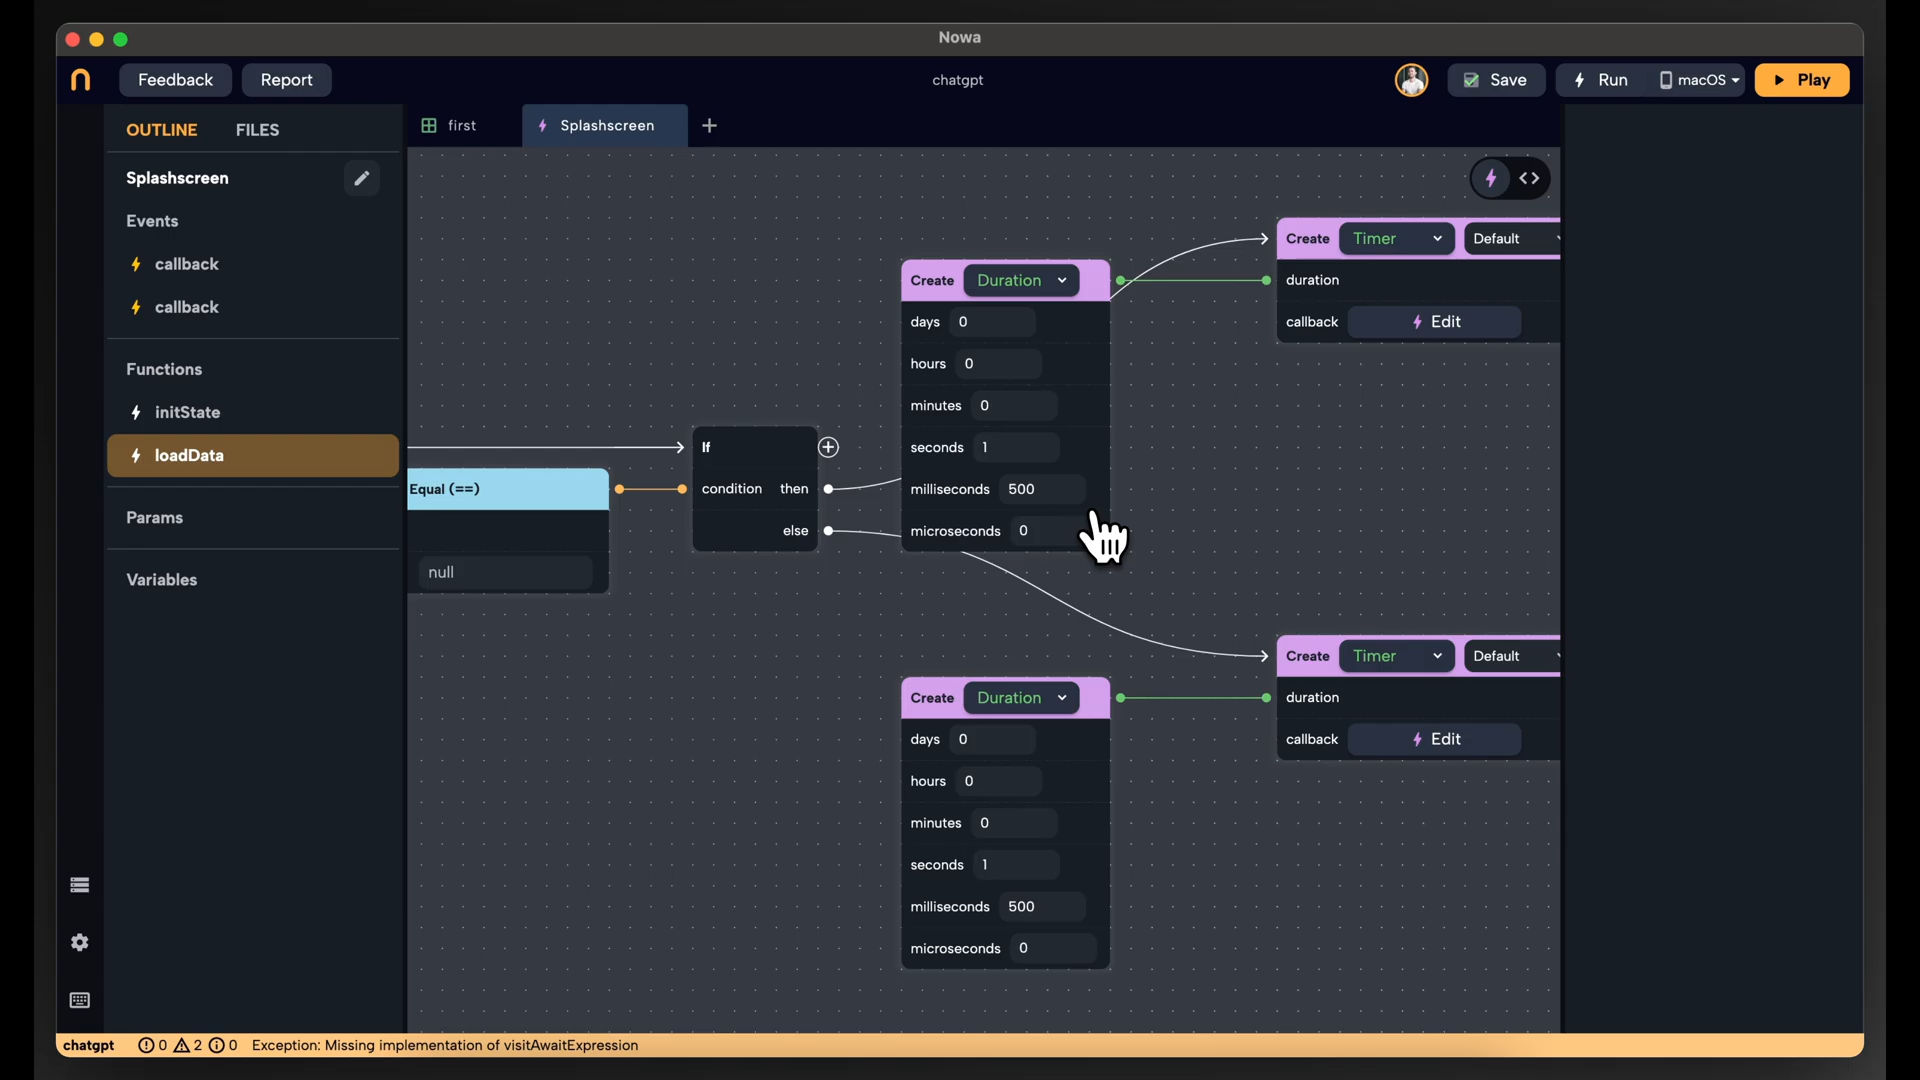 Nowa
Feedback
Report
chatgpt
Save
Run
macOS
Play
OUTLINE
FILES
first
Splashscreen
+
Splashscreen
Events
callback
callback
Functions
initState
loadData
Params
Variables
Equal (==)
null
If
condition then
else
Create Duration
days 0
hours 0
minutes 0
seconds 1
milliseconds 500
microseconds 0
Create Timer Default
duration
callback Edit
Create Duration
days 0
hours 0
minutes 0
seconds 1
milliseconds 500
microseconds 0
Create Timer Default
duration
callback Edit
chatgpt 0 2 0 Exception: Missing implementation of visitAwaitExpression